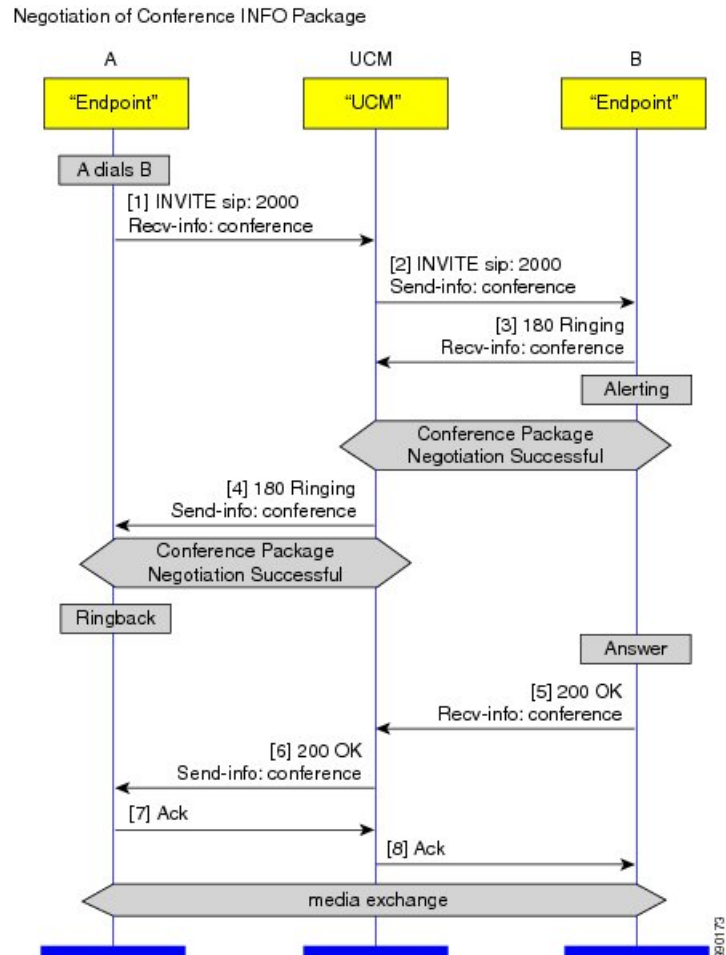 Negotiation of Conference INFO Package
A
UCM
B
“Endpoint”
“UCM”
“Endpoint”
A dials B
[1] INVITE sip: 2000
Recv-info: conference
[2] INVITE sip: 2000
Send-info: conference
[3] 180 Ringing
Recv-info: conference
Alerting
Conference Package
Negotiation Successful
[4] 180 Ringing
Send-info: conference
Conference Package
Negotiation Successful
Ringback
Answer
[5] 200 OK
Recv-info: conference
[6] 200 OK
Send-info: conference
[7] Ack
[8] Ack
media exchange